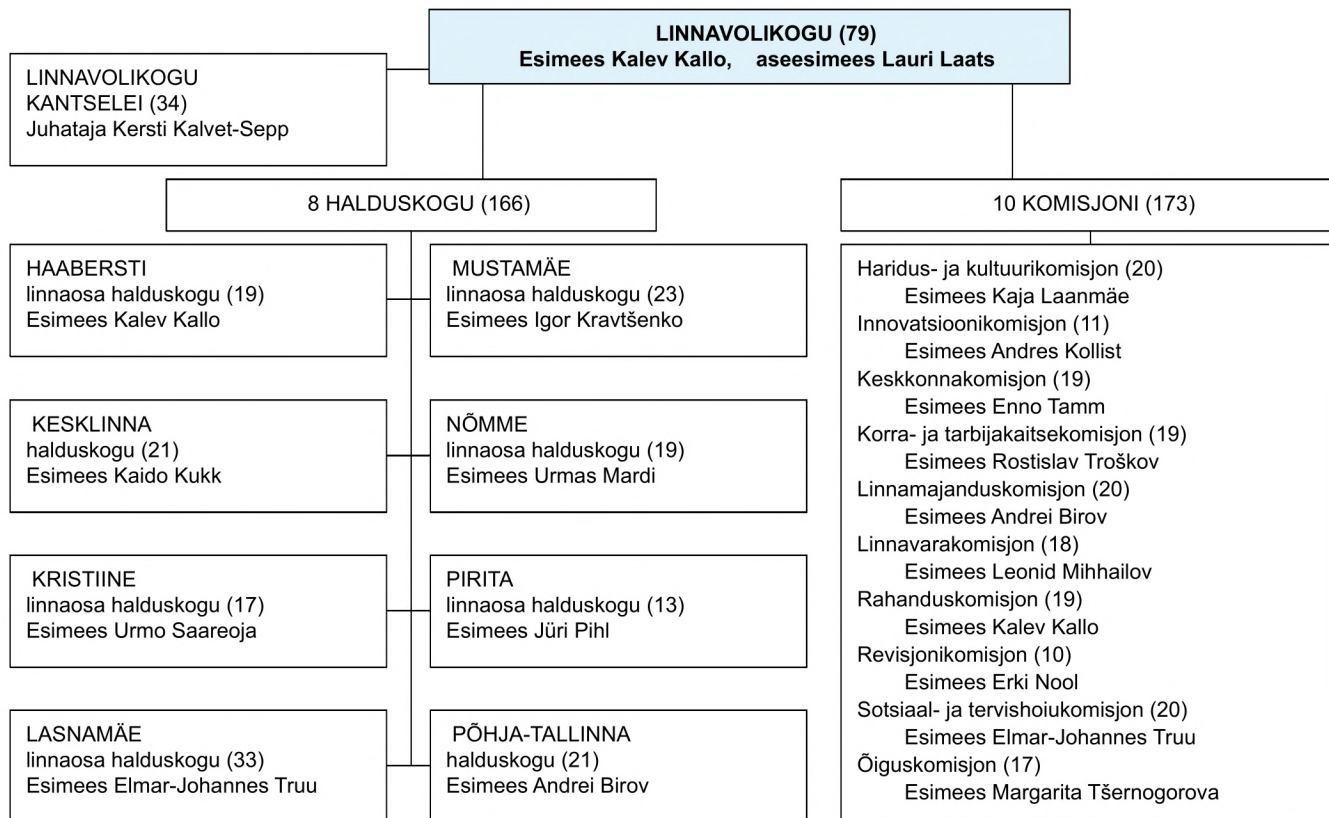 LINNAVOLIKOGU (79)
Esimees Kalev Kallo, aseesimees Lauri Laats
LINNAVOLIKOGU
KANTSELEI (34)
Juhataja Kersti Kalvet-Sepp
8 HALDUSKOGU (166)
HAABERSTI
linnaosa halduskogu (19)
Esimees Kalev Kallo
MUSTAMÄE
linnaosa halduskogu (23)
Esimees Igor Kravtšenko
KESKLINNA
halduskogu (21)
Esimees Kaido Kukk
NÕMME
linnaosa halduskogu (19)
Esimees Urmas Mardi
KRISTIINE
linnaosa halduskogu (17)
Esimees Urmo Saareoja
PIRITA
linnaosa halduskogu (13)
Esimees Jüri Pihl
LASNAMÄE
linnaosa halduskogu (33)
Esimees Elmar-Johannes Truu
PÕHJA-TALLINNA
halduskogu (21)
Esimees Andrei Birov
10 KOMISJONI (173)
Haridus- ja kultuurikomisjon (20)
Esimees Kaja Laanmäe
Innovatsioonikomisjon (11)
Esimees Andres Kollist
Keskkonnakomisjon (19)
Esimees Enno Tamm
Korra- ja tarbijakaitsekomisjon (19)
Esimees Rostislav Troškov
Linnamajanduskomisjon (20)
Esimees Andrei Birov
Linnavarakomisjon (18)
Esimees Leonid Mihhailov
Rahanduskomisjon (19)
Esimees Kalev Kallo
Revisjonikomisjon (10)
Esimees Erki Nool
Sotsiaal- ja tervishoiukomisjon (20)
Esimees Elmar-Johannes Truu
Õiguskomisjon (17)
Esimees Margarita Tšernogorova